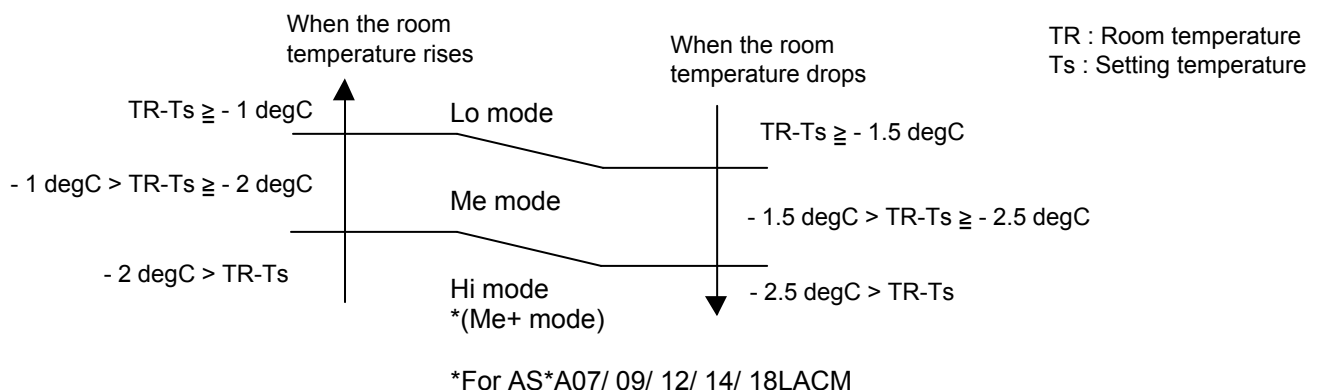 When the room
temperature rises
When the room
temperature drops
TR : Room temperature
Ts : Setting temperature
TR-Ts ≧ - 1 degC
Lo mode
TR-Ts ≧ - 1.5 degC
- 1 degC > TR-Ts ≧ - 2 degC
Me mode
- 1.5 degC > TR-Ts ≧ - 2.5 degC
- 2 degC > TR-Ts
Hi mode
*(Me+ mode)
- 2.5 degC > TR-Ts
*For AS*A07/ 09/ 12/ 14/ 18LACM